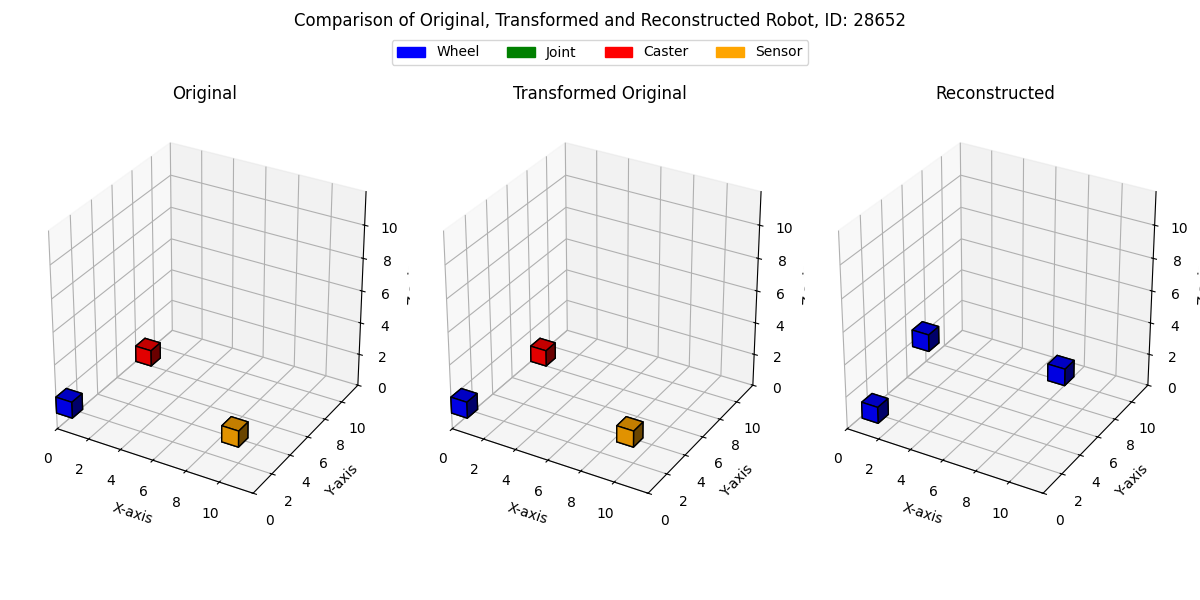 Comparison of Original, Transformed and Reconstructed Robot, ID: 28652
Wheel Joint Caster Sensor
Original Transformed Original Reconstructed
10 10 10
8 8 8
6 6 6
4 4 4
2 2 2
0 0 0
10 10 10
8 8 8
6 6 6
4 4 4
2 2 2
0 0 0
0 2 4 6 8 10 0 2 4 6 8 10 0 2 4 6 8 10
X-axis Y-axis X-axis Y-axis X-axis Y-axis